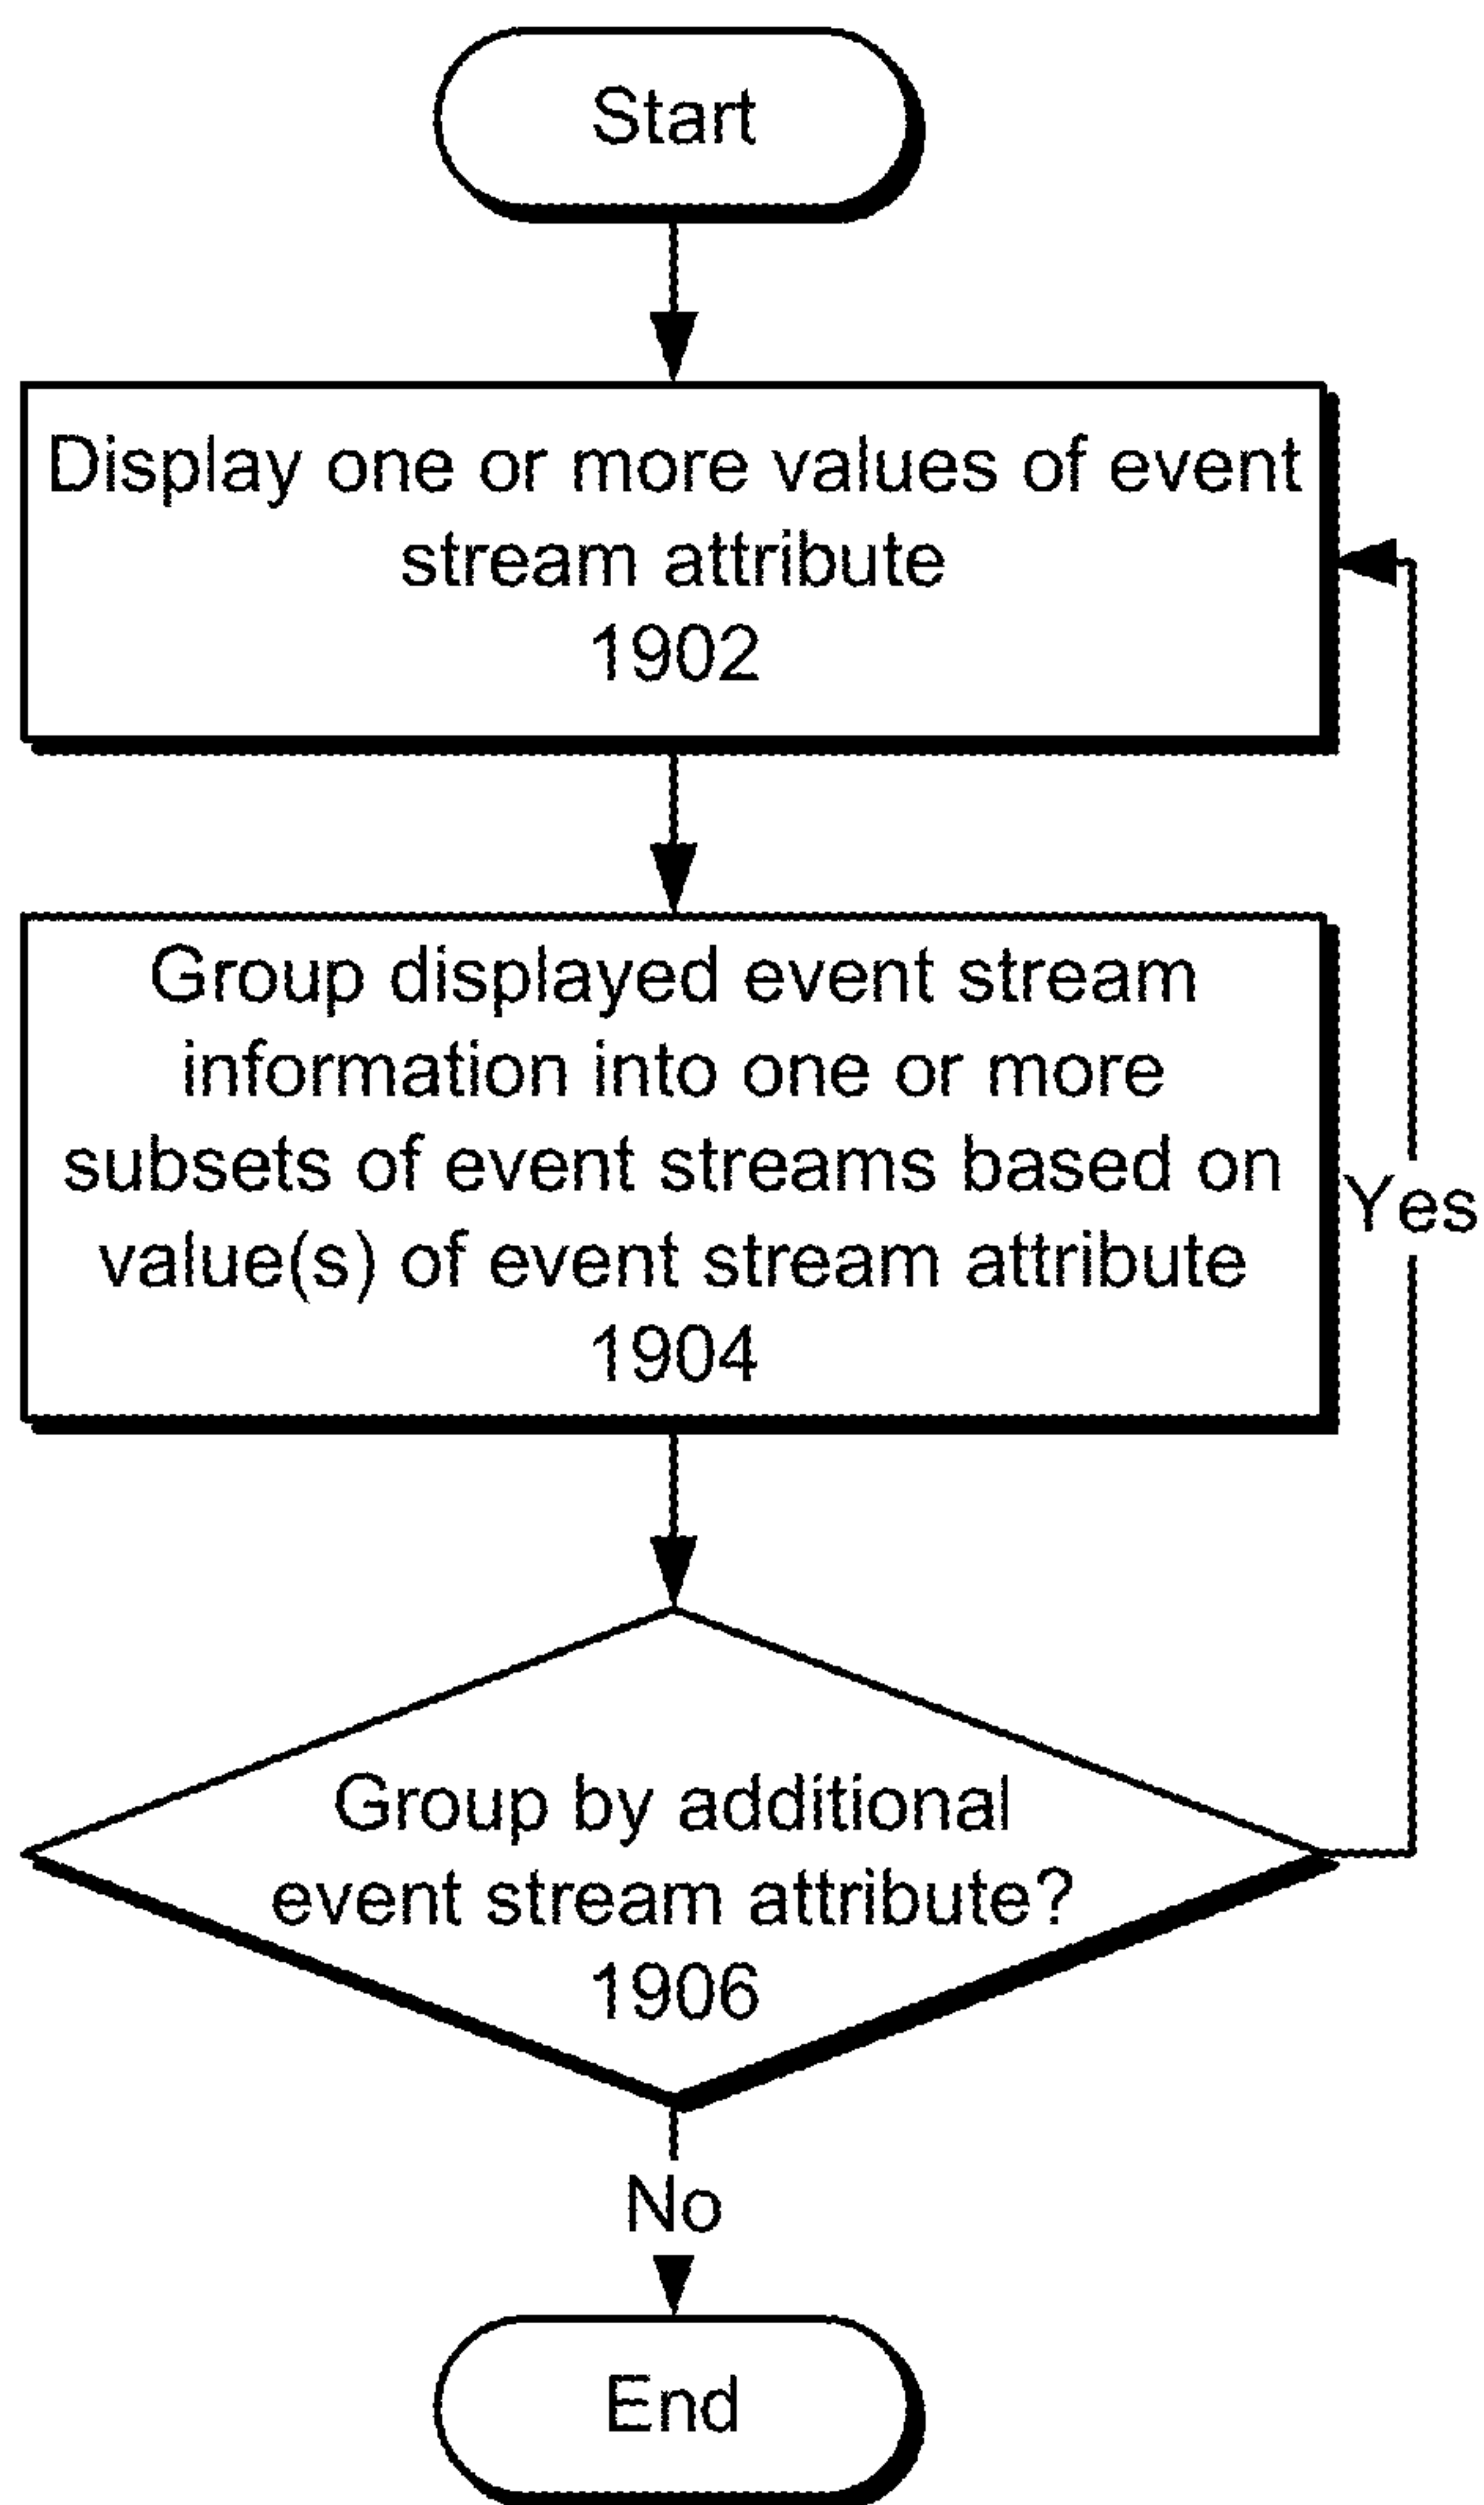 Start
Display one or more values of event
stream attribute
1902
Group displayed event stream
information into one or more
subsets of event streams based on
value(s) of event stream attribute
1904
Yes
Group by additional
event stream attribute?
1906
No
End